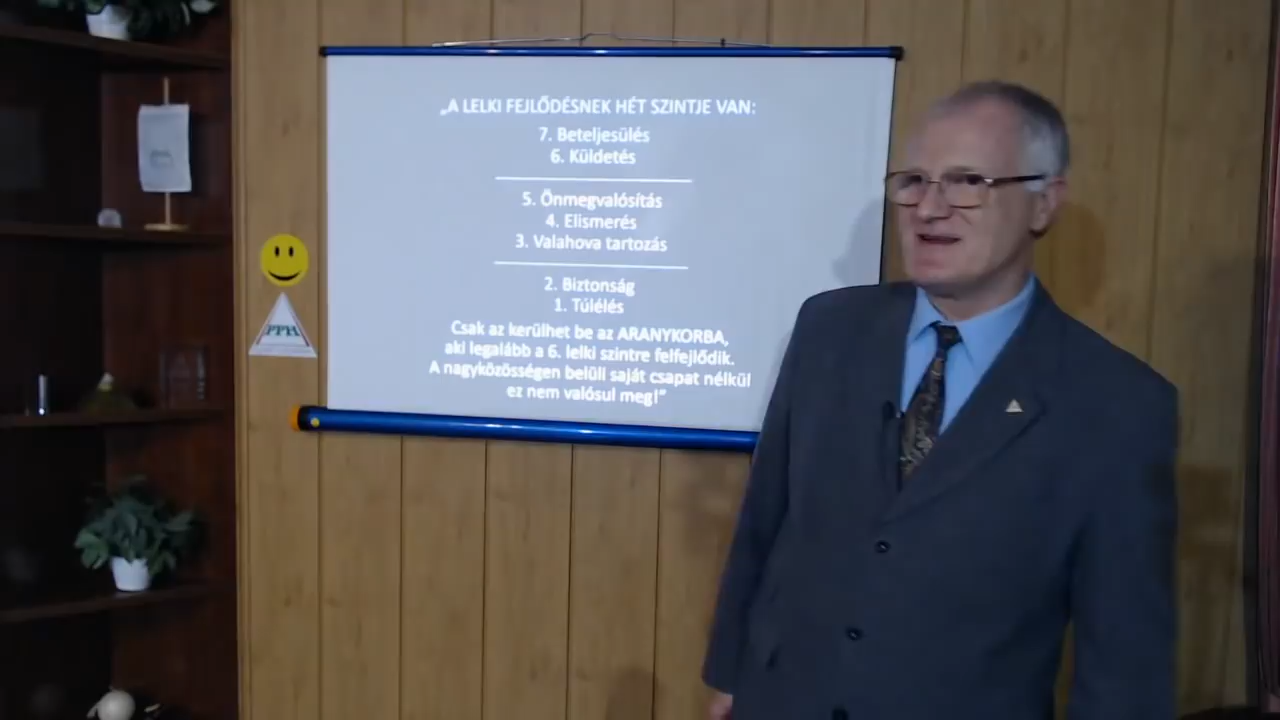 „A LELKI FEJLŐDÉSNEK HÉT SZINTJE VAN:
7. Beteljesülés
6. Küldetés
5. Önmegvalósítás
4. Elismerés
3. Valahova tartozás
2. Biztonság
1. Túlélés
Csak az kerülhet be az ARANYKORBA,
aki legalább a 6. lelki szintre felfejlődik.
A nagyközösségen belüli saját csapat nélkül
ez nem valósul meg!”
PPH